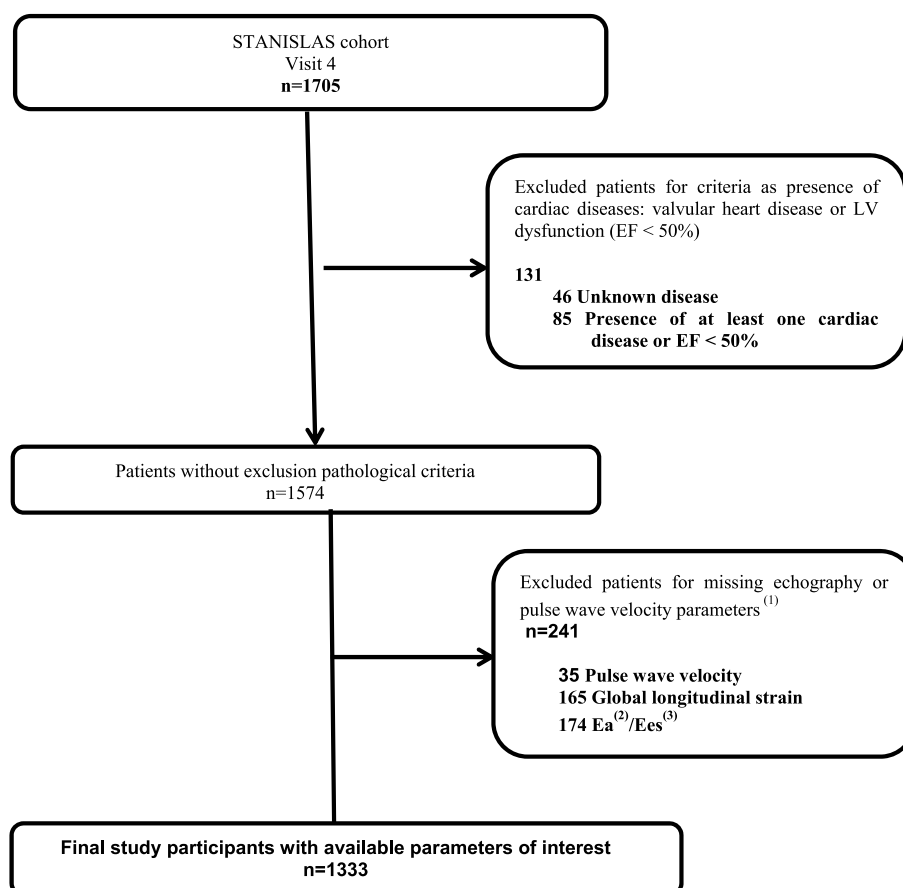 STANISLAS cohort
Visit 4
n=1705
Excluded patients for criteria as presence of
cardiac diseases: valvular heart disease or LV
dysfunction (EF < 50%)
131
46 Unknown disease
85 Presence of at least one cardiac
disease or EF < 50%
Patients without exclusion pathological criteria
n=1574
Excluded patients for missing echography or
pulse wave velocity parameters (1)
n=241
35 Pulse wave velocity
165 Global longitudinal strain
174 Ea(2)/Ees(3)
Final study participants with available parameters of interest
n=1333